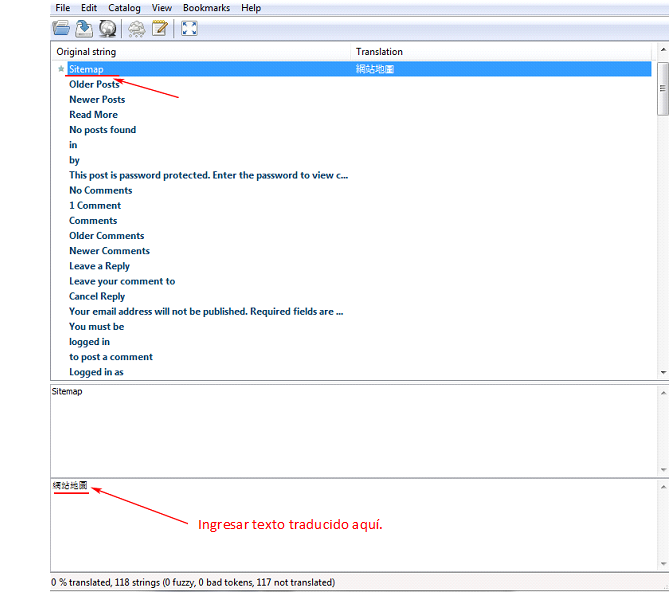 File Edit Catalog View Bookmarks Help
Original string Translation
Sitemap 網站地圖
Older Posts
Newer Posts
Read More
No posts found
in
by
This post is password protected. Enter the password to view c...
No Comments
1 Comment
Comments
Older Comments
Newer Comments
Leave a Reply
Leave your comment to
Cancel Reply
Your email address will not be published. Required fields are ...
You must be
logged in
to post a comment
Logged in as
Sitemap
網站地圖
Ingresar texto traducido aquí.
0 % translated, 118 strings (0 fuzzy, 0 bad tokens, 117 not translated)